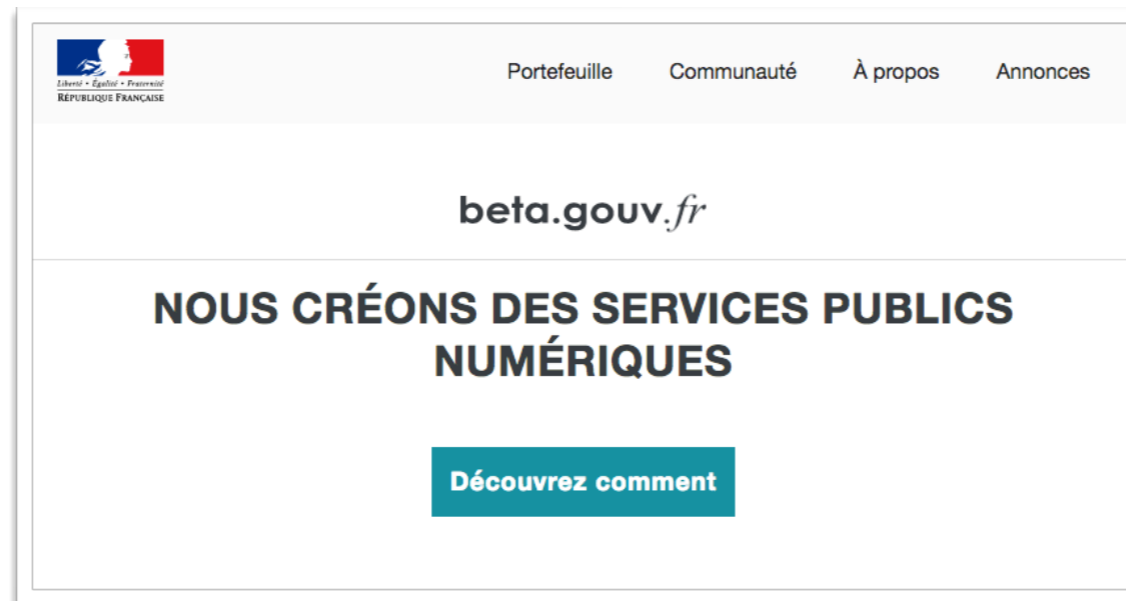 Liberté • Égalité • Fraternité
RÉPUBLIQUE FRANÇAISE
Portefeuille Communauté À propos Annonces
beta.gouv.fr
NOUS CRÉONS DES SERVICES PUBLICS
NUMÉRIQUES
Découvrez comment